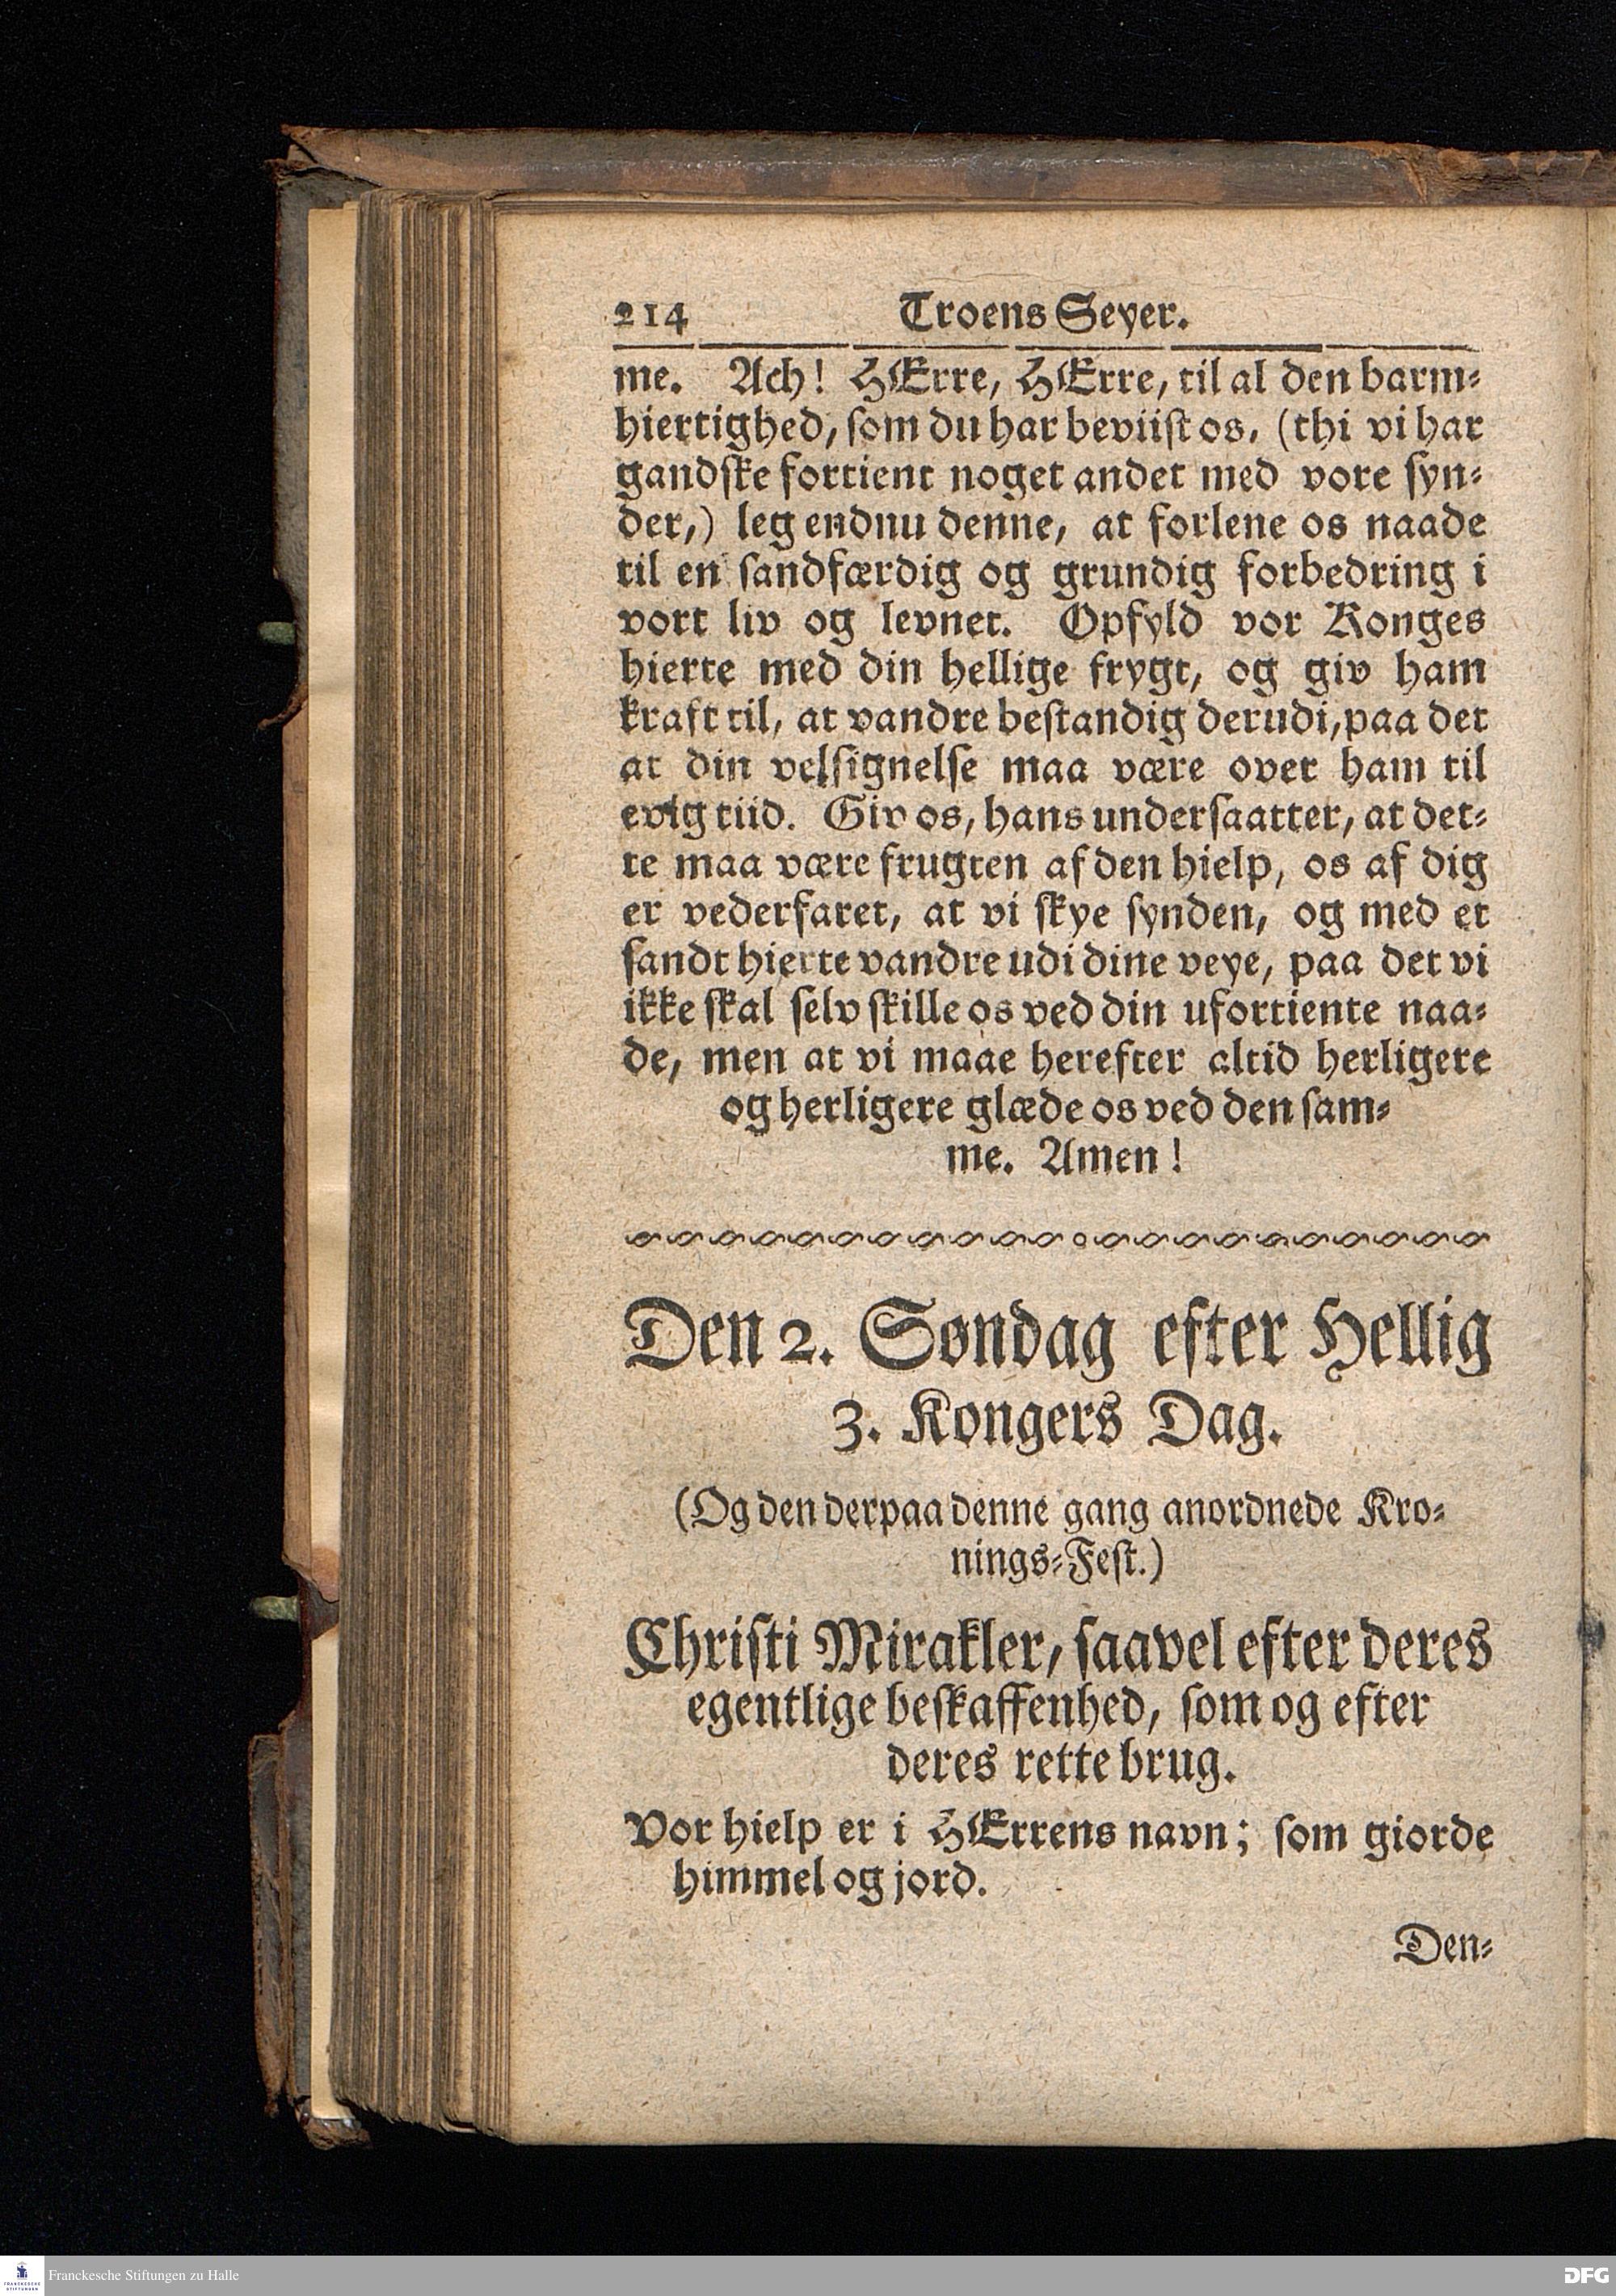 214 Troens Seyer.
me. Ach! HErre, HErre, til al den barm-
hiertighed, som du har beviist os, (thi vi har
gandske fortient noget andet med vore syn-
der,) leg endnu denne, at forlene os naade
til en sandfærdig og grundig forbedring i
vort liv og levnet. Opfyld vor Konges
hierte med din hellige frygt, og giv ham
kraft til, at vandre bestandig derudi, paa det
at din velsignelse maa være over ham til
evig tiid. Giv os, hans undersaatter, at det-
te maa være frugten af den hielp, os af dig
er vederfaret, at vi skye synden, og med et
sandt hierte vandre udi dine veye, paa det vi
ikke skal selv skille os ved din ufortiente naa-
de, men at vi maae herefter altid herligere
og herligere glæde os ved den sam-
me. Amen!
Den 2. Søndag efter Hellig
3. Kongers Dag.
(Og den derpaa denne gang anordnede Kro-
nings-Fest.)
Christi Mirakler, saavel efter deres
egentlige beskaffenhed, som og efter
deres rette brug.
Vor hielp er i HErrens navn; som giorde
himmel og jord.
Den-
FRANCKESCHE STIFTUNGEN
Franckesche Stiftungen zu Halle
DFG